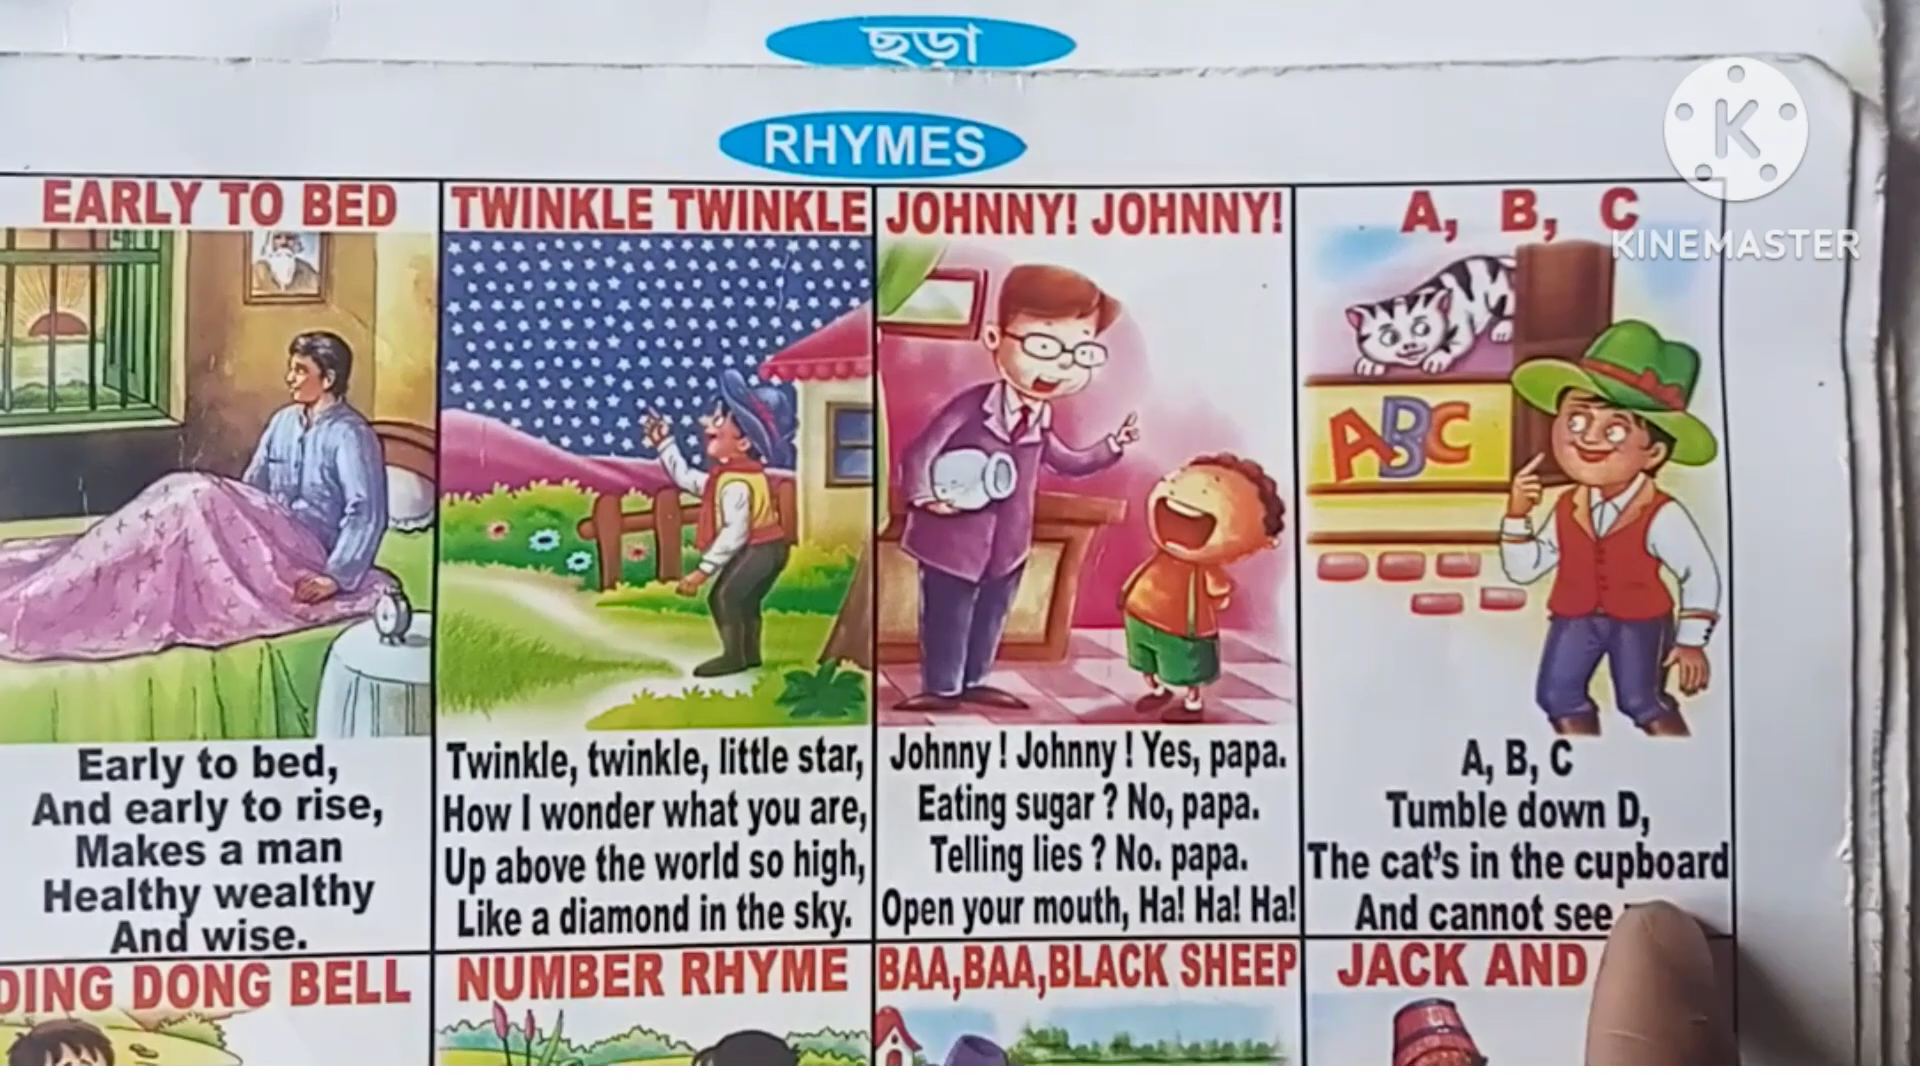 ছড়া
RHYMES
K
KINEMASTER
EARLY TO BED
Early to bed,
And early to rise,
Makes a man
Healthy wealthy
And wise.
TWINKLE TWINKLE
Twinkle, twinkle, little star,
How I wonder what you are,
Up above the world so high,
Like a diamond in the sky.
JOHNNY! JOHNNY!
Johnny ! Johnny ! Yes, papa.
Eating sugar ? No, papa.
Telling lies ? No. papa.
Open your mouth, Ha! Ha! Ha!
A, B, C
ABC
A, B, C
Tumble down D,
The cat's in the cupboard
And cannot see
DING DONG BELL
NUMBER RHYME
BAA,BAA,BLACK SHEEP
JACK AND